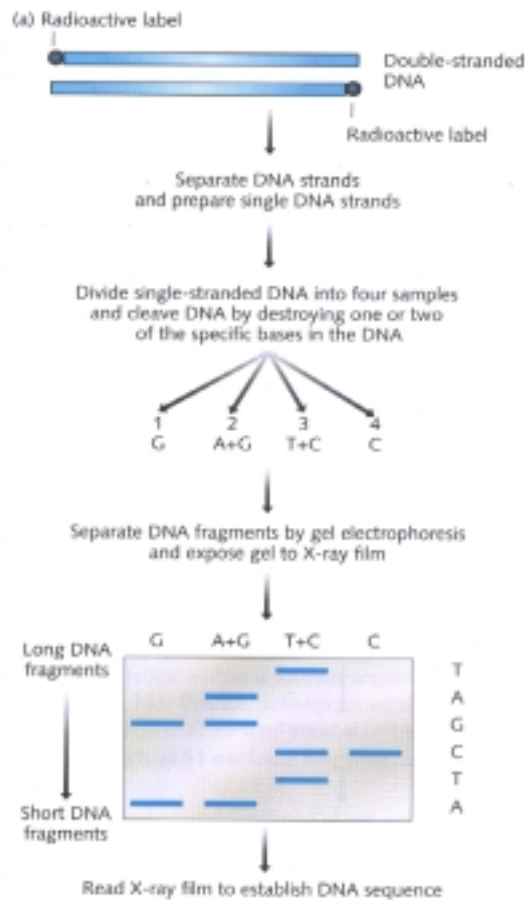 (a) Radioactive label
Double-stranded
DNA
Radioactive label
Separate DNA strands
and prepare single DNA strands
Divide single-stranded DNA into four samples
and cleave DNA by destroying one or two
of the specific bases in the DNA
1 2 3 4
G A+G T+C C
Separate DNA fragments by gel electrophoresis
and expose gel to X-ray film
G A+G T+C C
Long DNA
fragments
T
A
G
C
T
A
Short DNA
fragments
Read X-ray film to establish DNA sequence